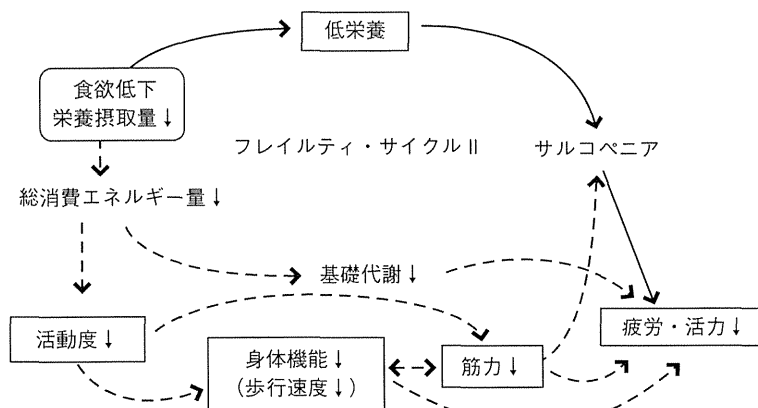 低栄養
食欲低下
栄養摂取量↓
フレイルティ・サイクルⅡ
サルコペニア
総消費エネルギー量↓
基礎代謝↓
疲労・活力↓
活動度↓
身体機能↓
(歩行速度↓)
筋力↓